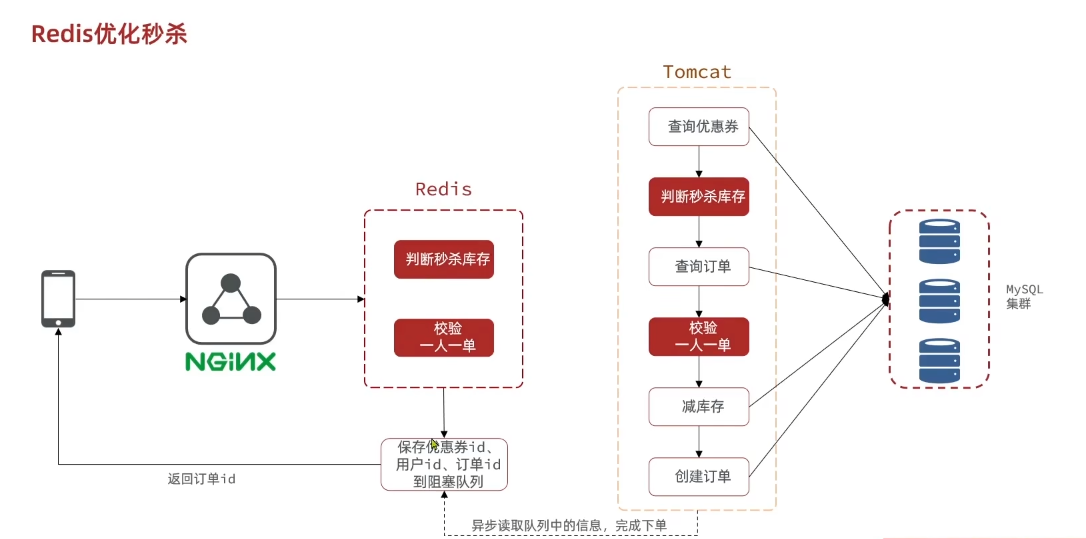 Redis优化秒杀
Tomcat
查询优惠券
Redis
判断秒杀库存
判断秒杀库存
查询订单
MySQL
集群
校验
一人一单
校验
一人一单
NGiNX
减库存
保存优惠券id、
用户id、订单id
到阻塞队列
创建订单
返回订单id
异步读取队列中的信息，完成下单